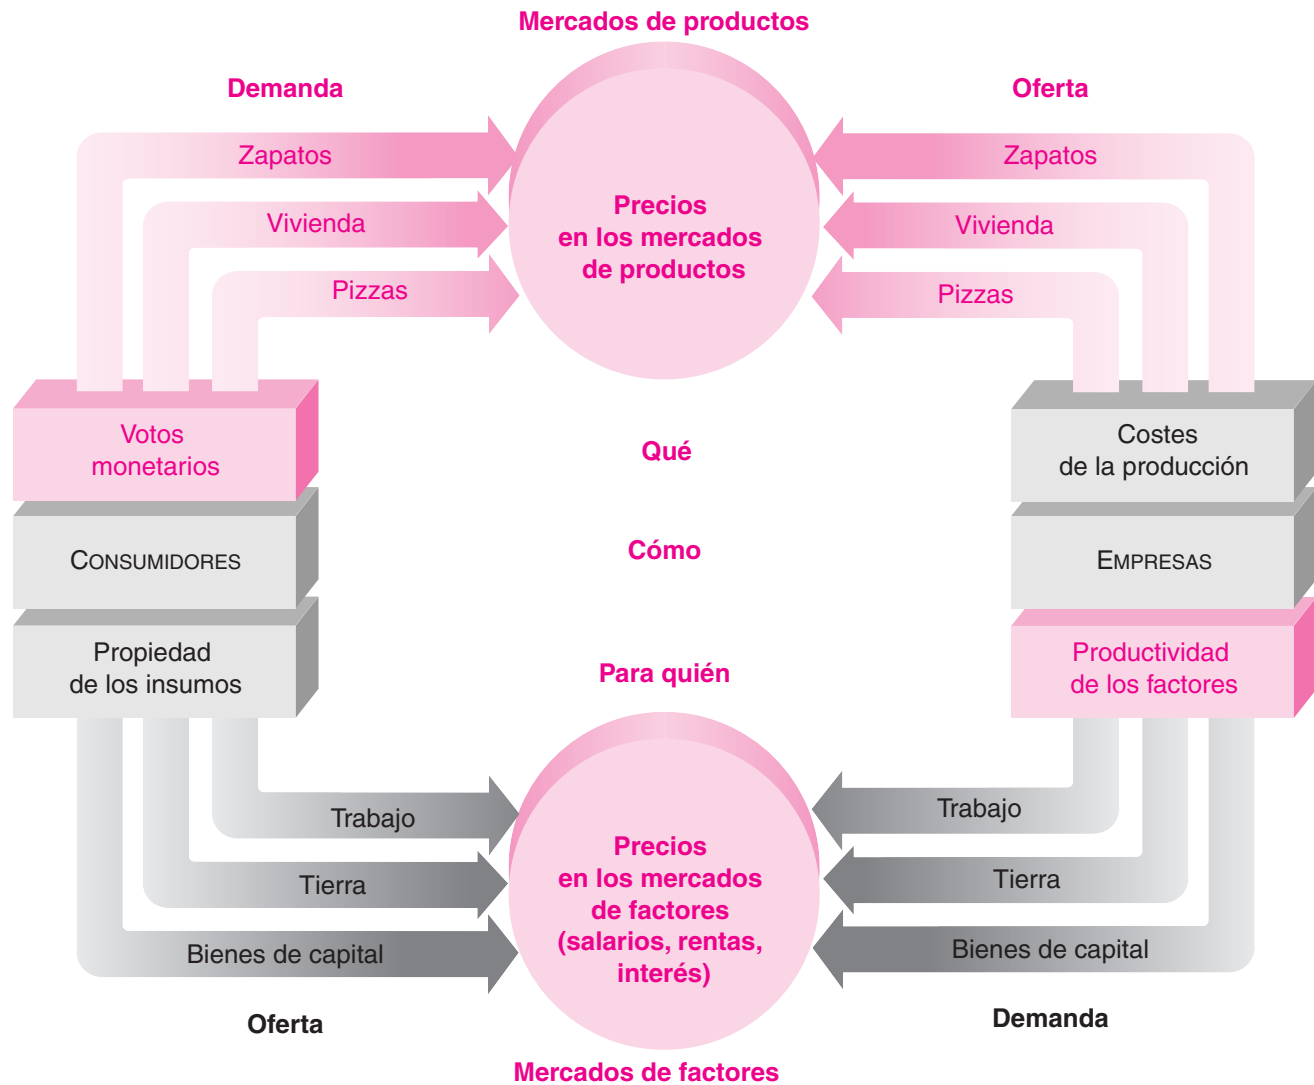 Mercados de productos
Demanda
Oferta
Zapatos
Zapatos
Vivienda
Vivienda
Pizzas
Pizzas
Precios
en los mercados
de productos
Votos
monetarios
CONSUMIDORES
Propiedad
de los insumos
Qué
Cómo
Para quién
Costes
de la producción
EMPRESAS
Productividad
de los factores
Trabajo
Trabajo
Tierra
Tierra
Bienes de capital
Bienes de capital
Precios
en los mercados
de factores
(salarios, rentas,
interés)
Oferta
Demanda
Mercados de factores